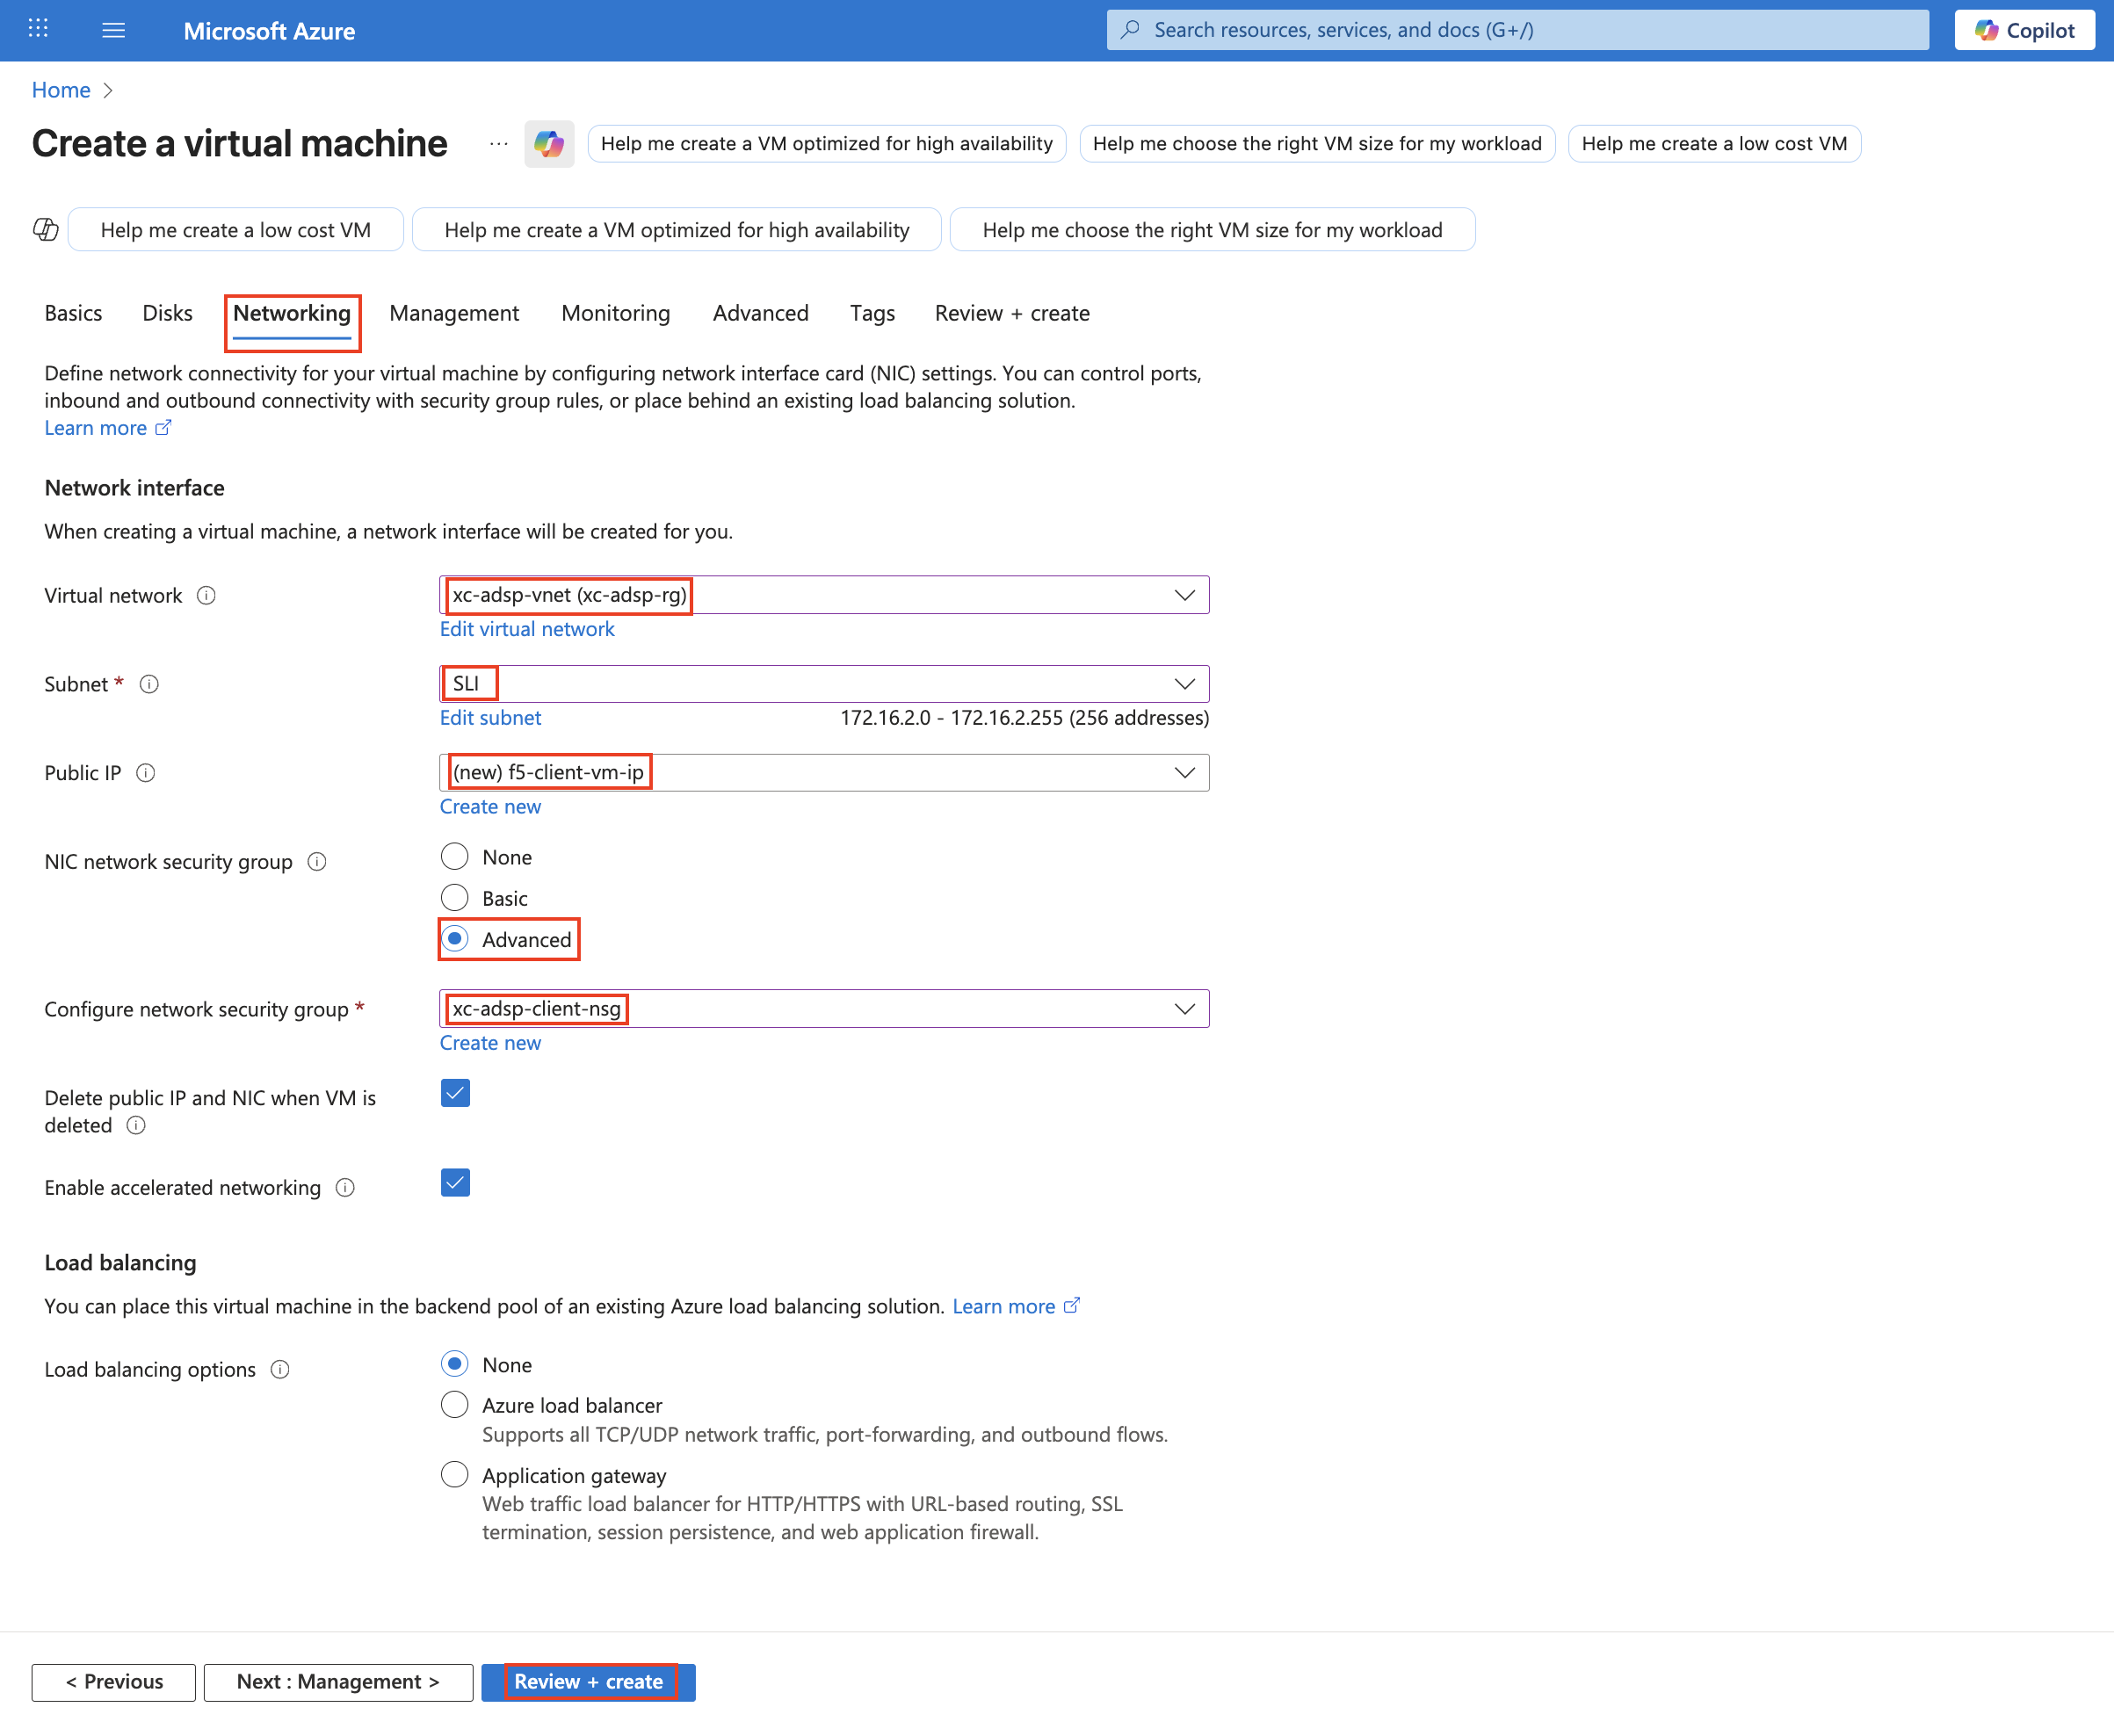 Microsoft Azure
Search resources, services, and docs (G+/)
Copilot
Home
Create a virtual machine
...
Help me create a VM optimized for high availability
Help me choose the right VM size for my workload
Help me create a low cost VM
Help me create a low cost VM
Help me create a VM optimized for high availability
Help me choose the right VM size for my workload
Basics Disks Networking Management Monitoring Advanced Tags Review + create
Define network connectivity for your virtual machine by configuring network interface card (NIC) settings. You can control ports,
inbound and outbound connectivity with security group rules, or place behind an existing load balancing solution.
Learn more
Network interface
When creating a virtual machine, a network interface will be created for you.
Virtual network
xc-adsp-vnet (xc-adsp-rg)
Edit virtual network
Subnet *
SLI
Edit subnet
172.16.2.0 - 172.16.2.255 (256 addresses)
Public IP
(new) f5-client-vm-ip
Create new
NIC network security group
None
Basic
Advanced
Configure network security group *
xc-adsp-client-nsg
Create new
Delete public IP and NIC when VM is
deleted
Enable accelerated networking
Load balancing
You can place this virtual machine in the backend pool of an existing Azure load balancing solution. Learn more
Load balancing options
None
Azure load balancer
Supports all TCP/UDP network traffic, port-forwarding, and outbound flows.
Application gateway
Web traffic load balancer for HTTP/HTTPS with URL-based routing, SSL
termination, session persistence, and web application firewall.
< Previous
Next : Management >
Review + create